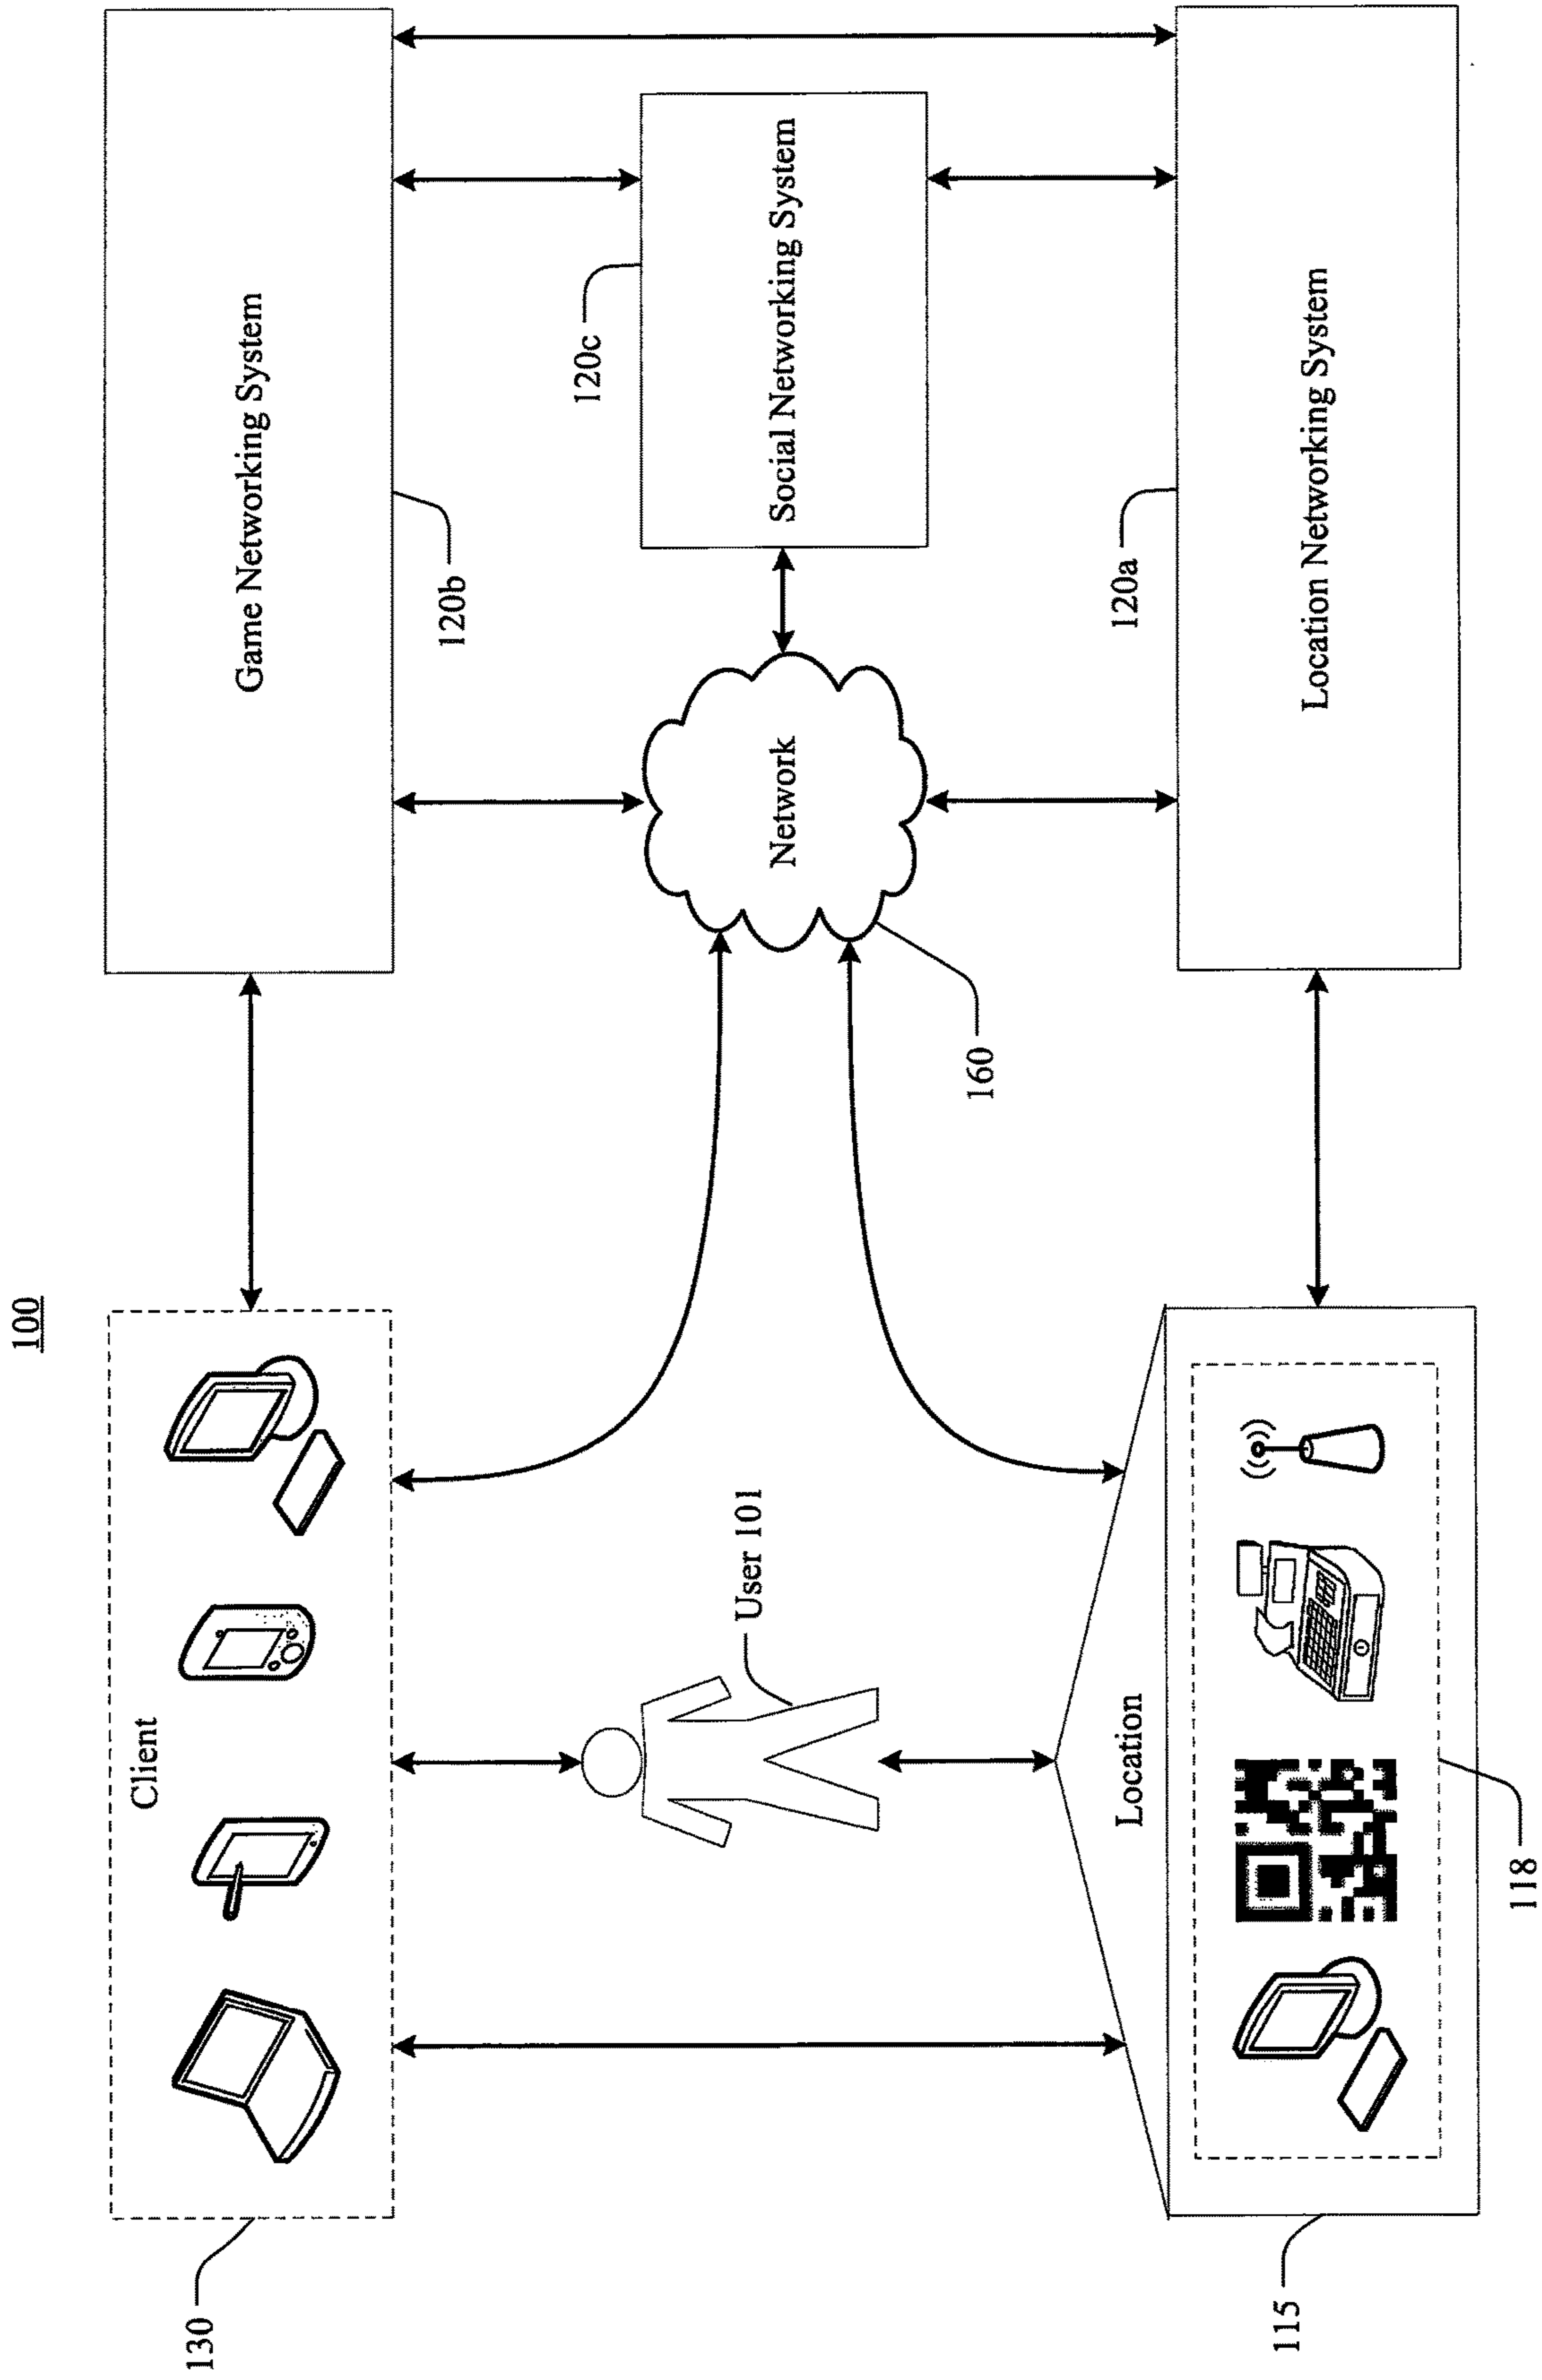 100
130
Client
Game Networking System
120b
User 101
Network
160
120c
Social Networking System
Location
118
115
120a
Location Networking System